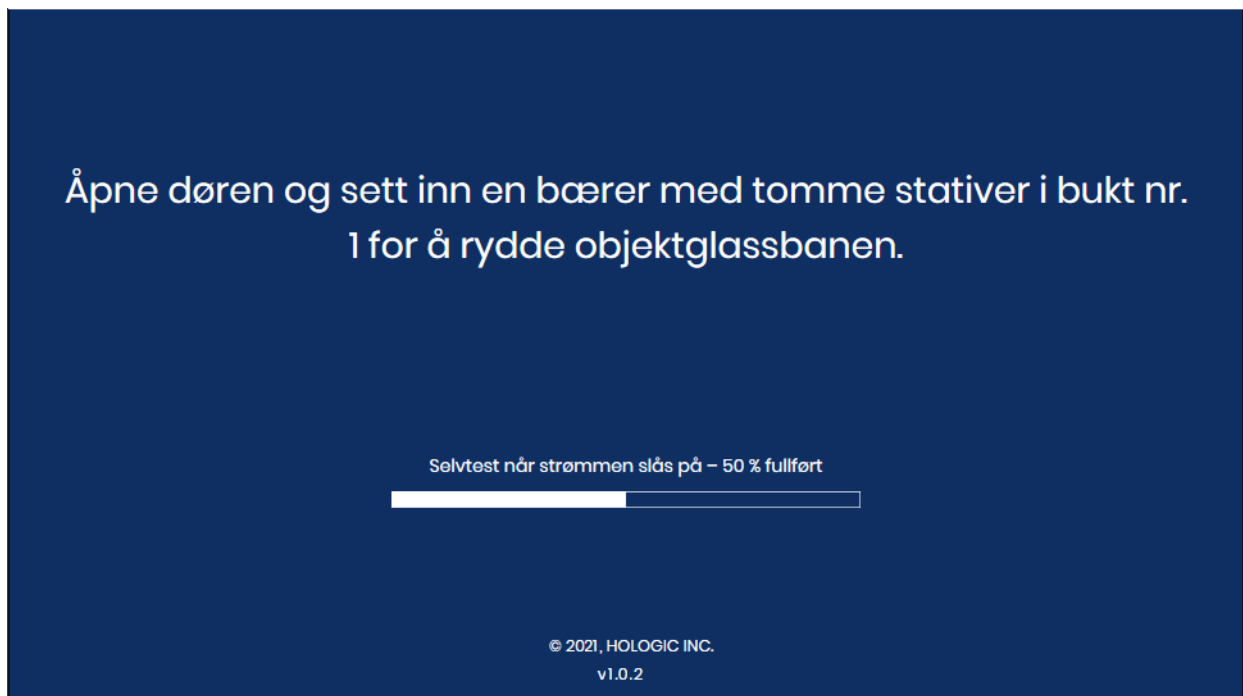 Åpne døren og sett inn en bærer med tomme stativer i bukt nr.
1 for å rydde objektglassbanen.
Selvtest når strømmen slås på – 50 % fullført
© 2021, HOLOGIC INC.
v1.0.2